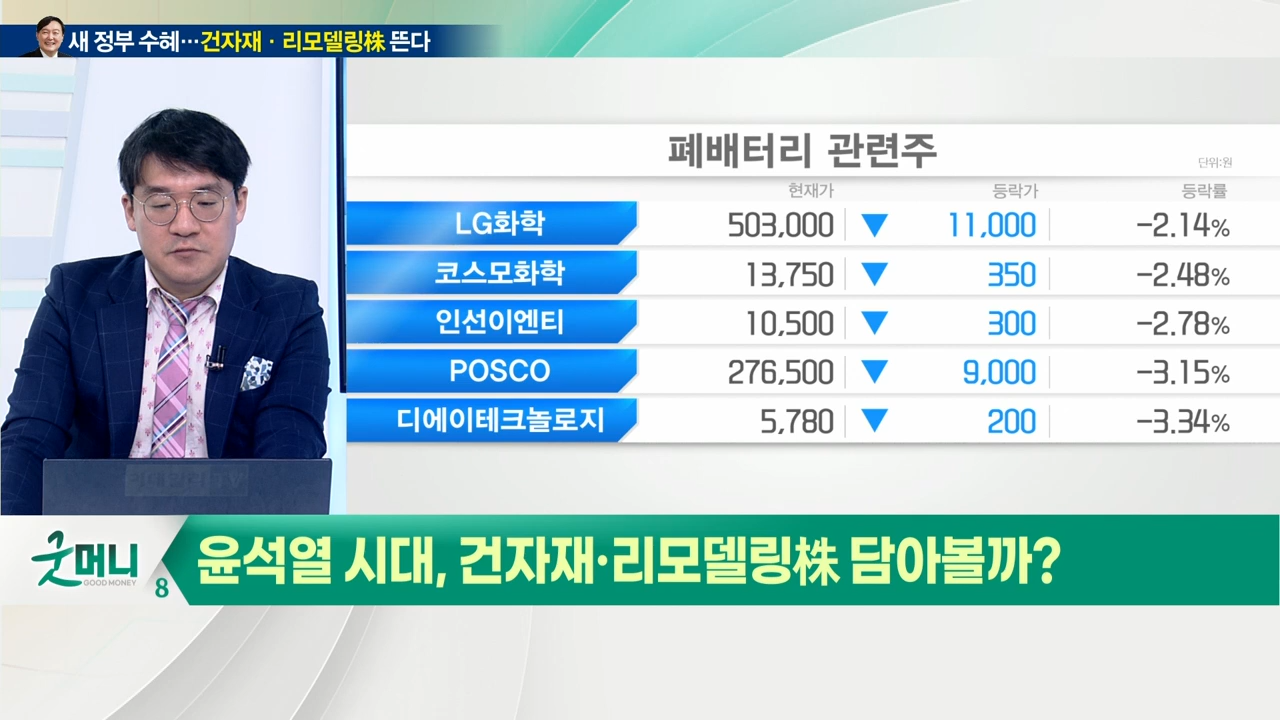 새 정부 수혜…건자재·리모델링株 뜬다
폐배터리 관련주
단위:원
현재가 등락가 등락률
LG화학 503,000 ▼ 11,000 -2.14%
코스모화학 13,750 ▼ 350 -2.48%
인선이엔티 10,500 ▼ 300 -2.78%
POSCO 276,500 ▼ 9,000 -3.15%
디에이테크놀로지 5,780 ▼ 200 -3.34%
굿머니
GOOD MONEY
8
윤석열 시대, 건자재·리모델링株 담아볼까?